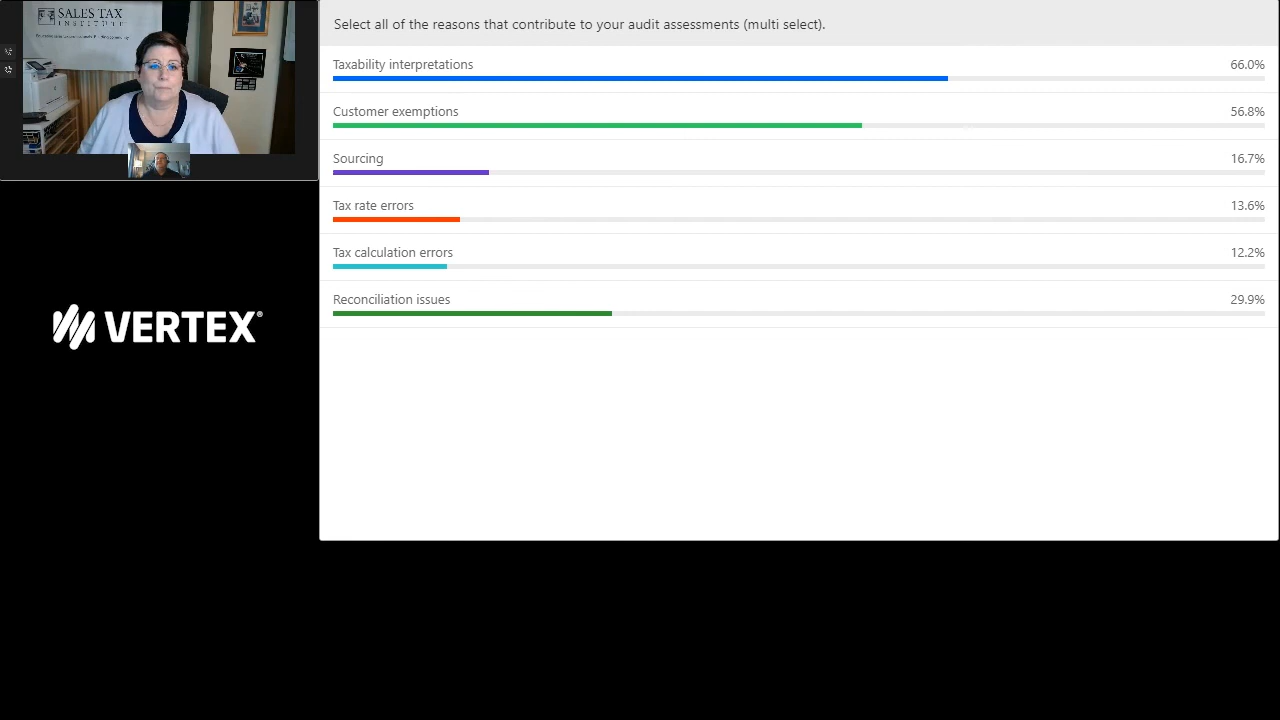 SALES TAX
INSTITUTE
Select all of the reasons that contribute to your audit assessments (multi select).
Taxability interpretations 66.0%
Customer exemptions 56.8%
Sourcing 16.7%
Tax rate errors 13.6%
Tax calculation errors 12.2%
Reconciliation issues 29.9%
VERTEX®